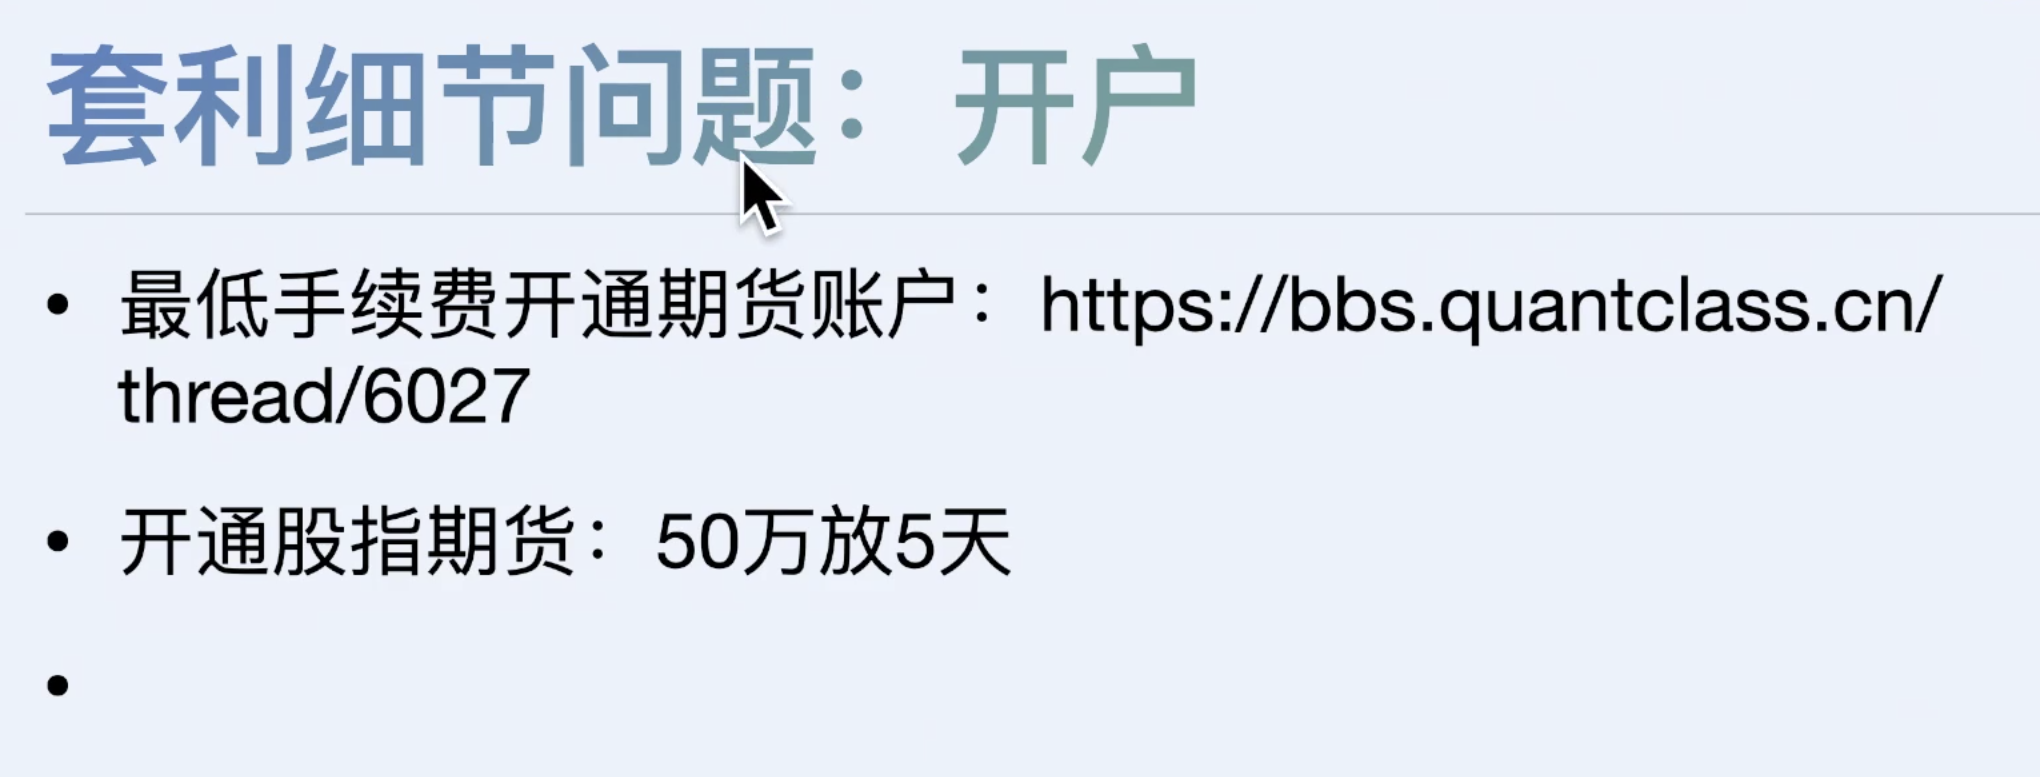 套利细节问题：开户
• 最低手续费开通期货账户：https://bbs.quantclass.cn/
thread/6027
• 开通股指期货：50万放5天
•